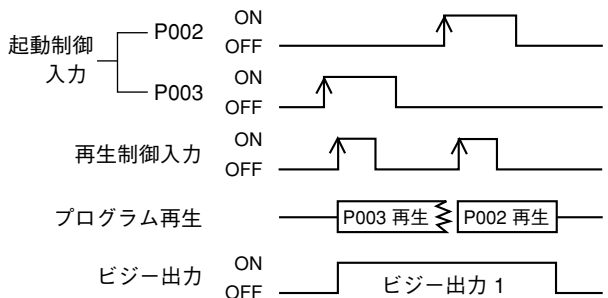 起動制御
入力
P002
ON
OFF
P003
ON
OFF
再生制御入力
ON
OFF
プログラム再生
P003 再生
P002 再生
ビジー出力
ON
OFF
ビジー出力 1